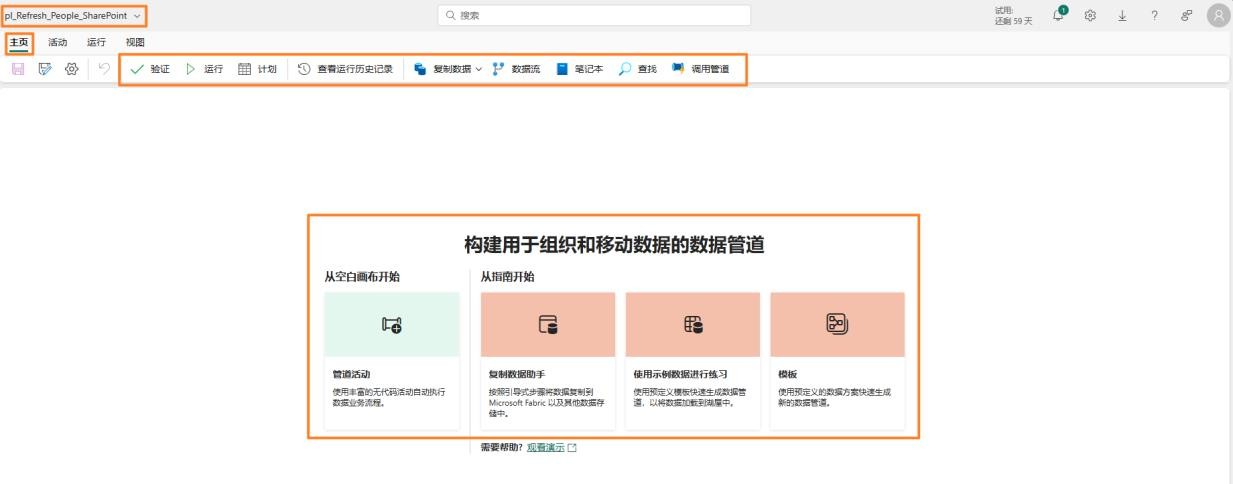 pl_Refresh_People_SharePoint
搜索
试用:
还剩 59 天
1
?
主页 活动 运行 视图
验证 运行 计划 查看运行历史记录 复制数据 数据流 笔记本 查找 调用管道
构建用于组织和移动数据的数据管道
从空白画布开始
从指南开始
管道活动
使用丰富的无代码活动自动执行
数据业务流程。
复制数据助手
按照引导式步骤将数据复制到
Microsoft Fabric 以及其他数据存
储中。
使用示例数据进行练习
使用预定义模板快速生成数据管
道，以将数据加载到湖屋中。
模板
使用预定义的数据方案快速生成
新的数据管道。
需要帮助? 观看演示